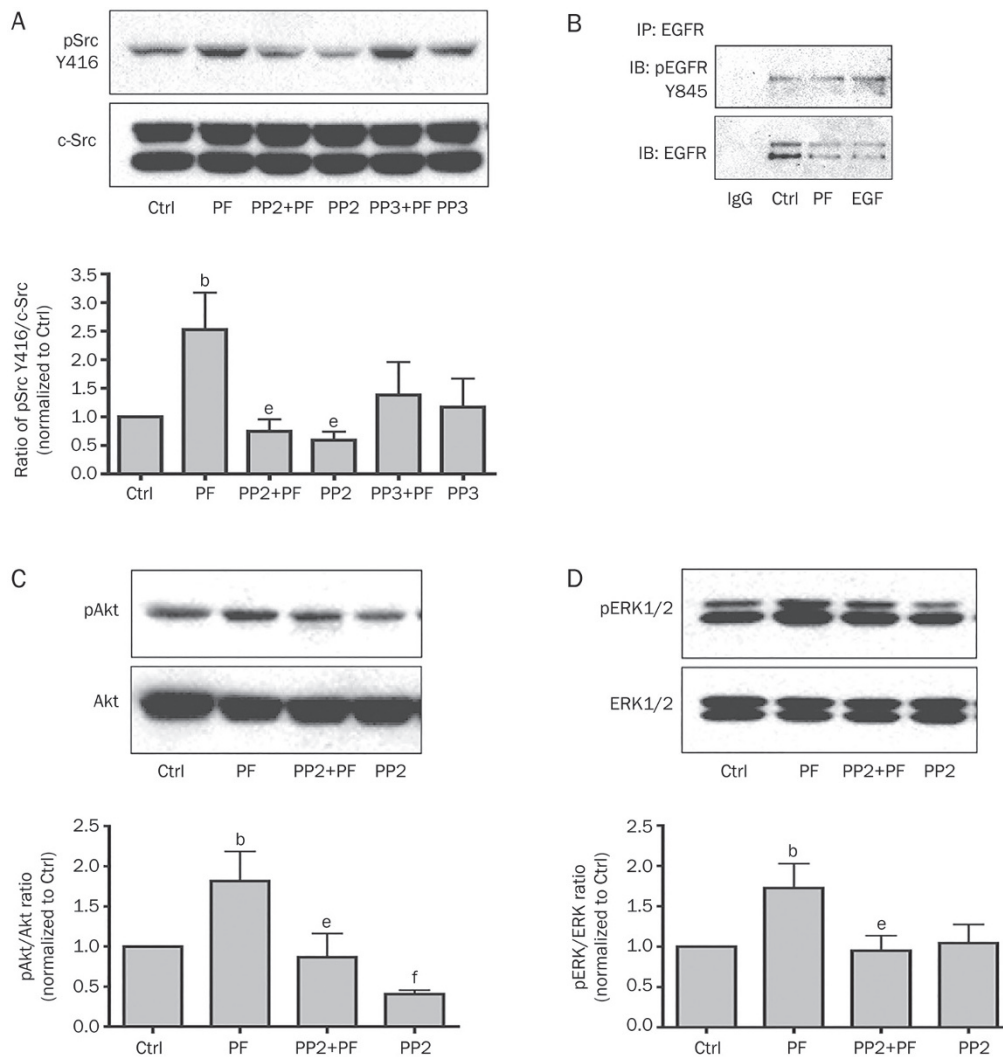 A
pSrc
Y416
c-Src
Ctrl PF PP2+PF PP2 PP3+PF PP3
Ratio of pSrc Y416/c-Src
(normalized to Ctrl)
3.5
3.0
2.5
2.0
1.5
1.0
0.5
0.0
b
e
e
Ctrl PF PP2+PF PP2 PP3+PF PP3
B
IP: EGFR
IB: pEGFR
Y845
IB: EGFR
IgG Ctrl PF EGF
C
pAkt
Akt
Ctrl PF PP2+PF PP2
pAkt/Akt ratio
(normalized to Ctrl)
2.5
2.0
1.5
1.0
0.5
0.0
b
e
f
Ctrl PF PP2+PF PP2
D
pERK1/2
ERK1/2
Ctrl PF PP2+PF PP2
pERK/ERK ratio
(normalized to Ctrl)
2.5
2.0
1.5
1.0
0.5
0.0
b
e
Ctrl PF PP2+PF PP2